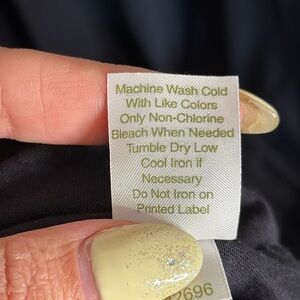 Machine Wash Cold
With Like Colors
Only Non-Chlorine
Bleach When Needed
Tumble Dry Low
Cool Iron if
Necessary
Do Not Iron on
Printed Label
2696